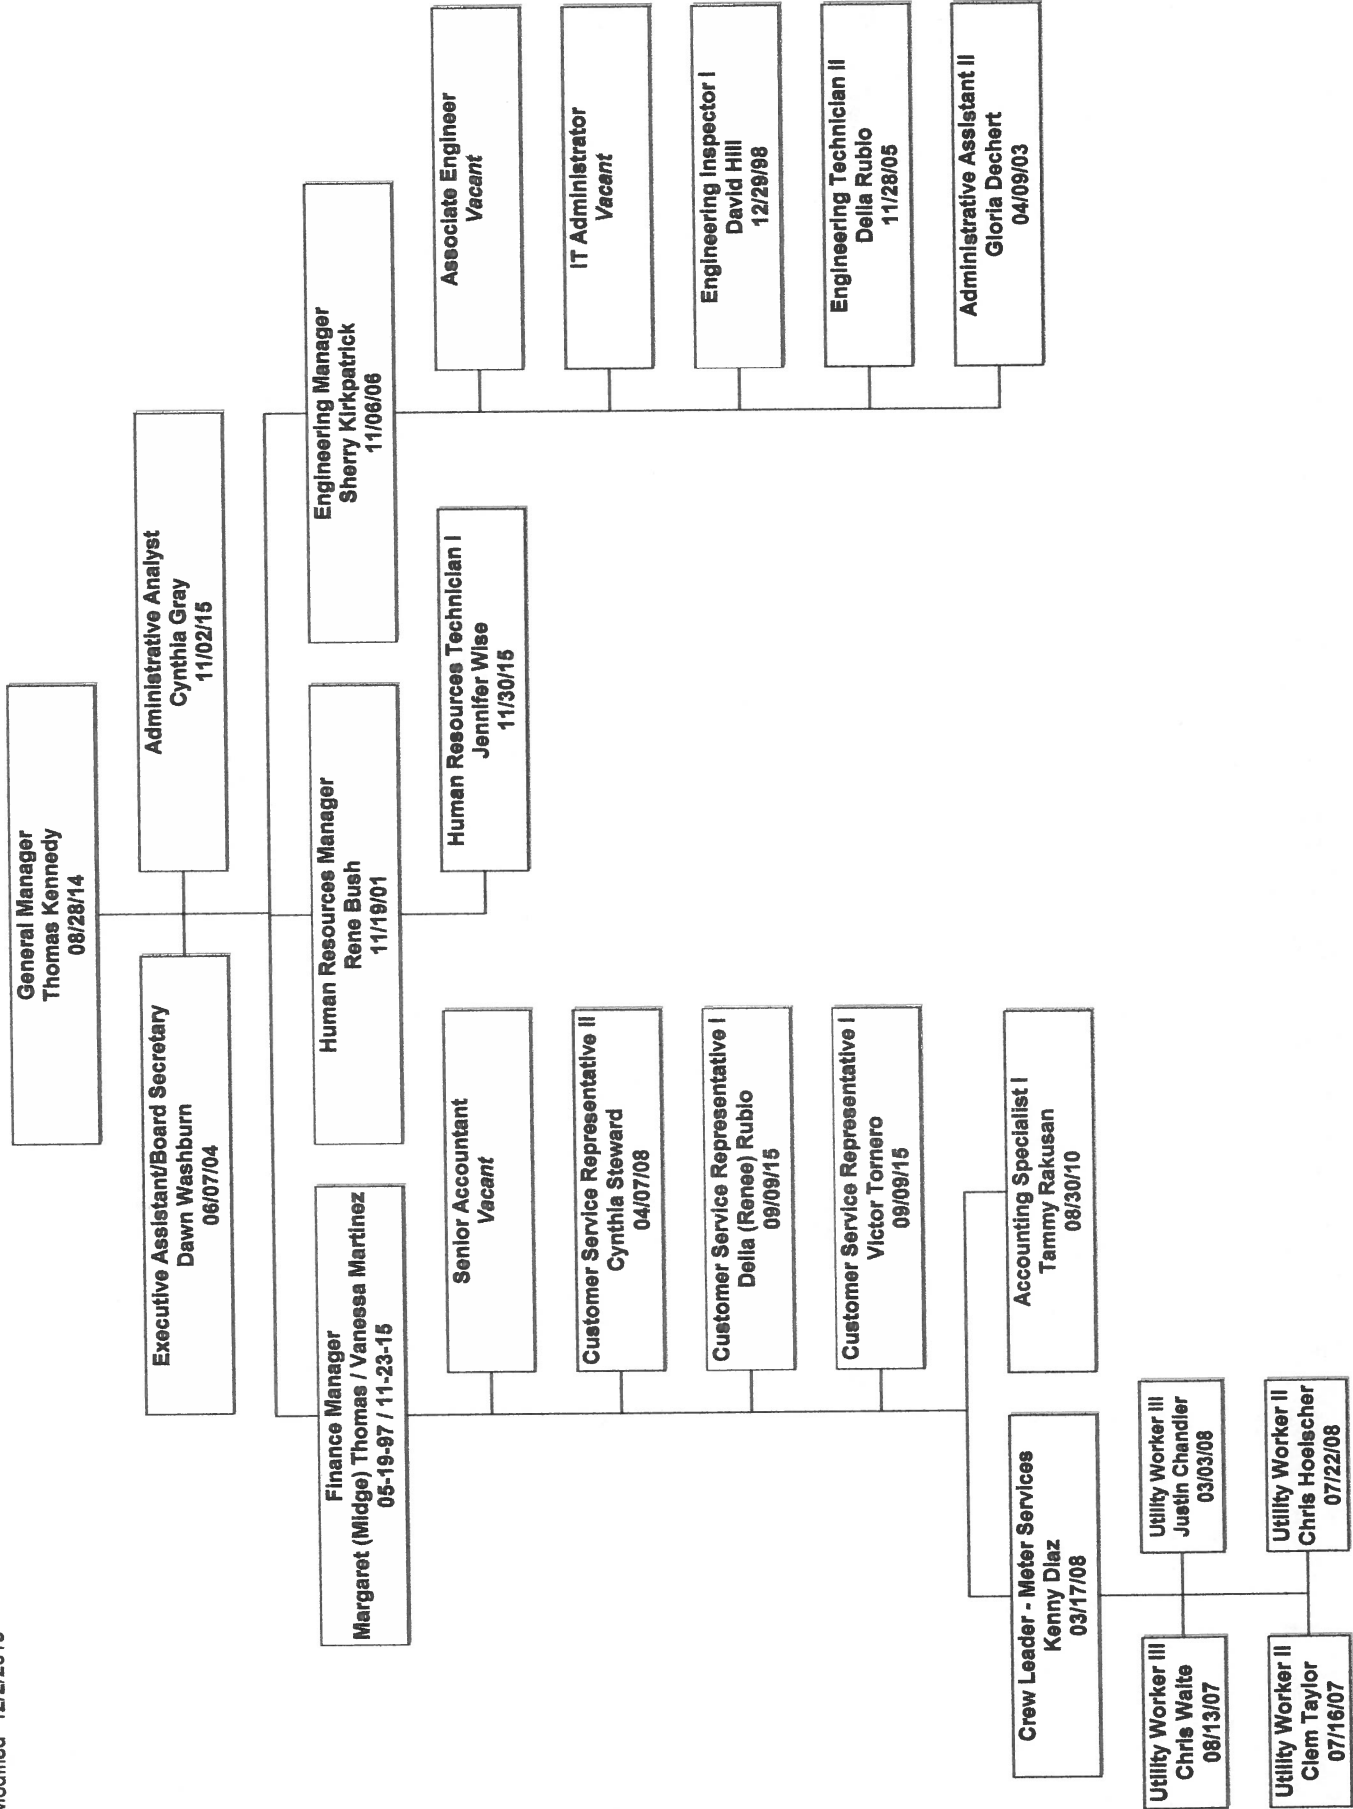 Modified 12/2/2015
General Manager
Thomas Kennedy
08/28/14
Executive Assistant/Board Secretary
Dawn Washburn
06/07/04
Administrative Analyst
Cynthia Gray
11/02/15
Finance Manager
Margaret (Midge) Thomas / Vanessa Martinez
05-19-97 / 11-23-15
Human Resources Manager
Rene Bush
11/19/01
Engineering Manager
Sherry Kirkpatrick
11/06/06
Senior Accountant
Vacant
Customer Service Representative II
Cynthia Steward
04/07/08
Customer Service Representative I
Della (Renee) Rubio
09/09/15
Customer Service Representative I
Victor Tornero
09/09/15
Crew Leader - Meter Services
Kenny Diaz
03/17/08
Accounting Specialist I
Tammy Rakusan
08/30/10
Utility Worker III
Chris Waite
08/13/07
Utility Worker III
Justin Chandler
03/03/08
Utility Worker II
Clem Taylor
07/16/07
Utility Worker II
Chris Hoelscher
07/22/08
Human Resources Technician I
Jennifer Wise
11/30/15
Associate Engineer
Vacant
IT Administrator
Vacant
Engineering Inspector I
David Hill
12/29/98
Engineering Technician II
Della Rubio
11/28/05
Administrative Assistant II
Gloria Dechert
04/09/03